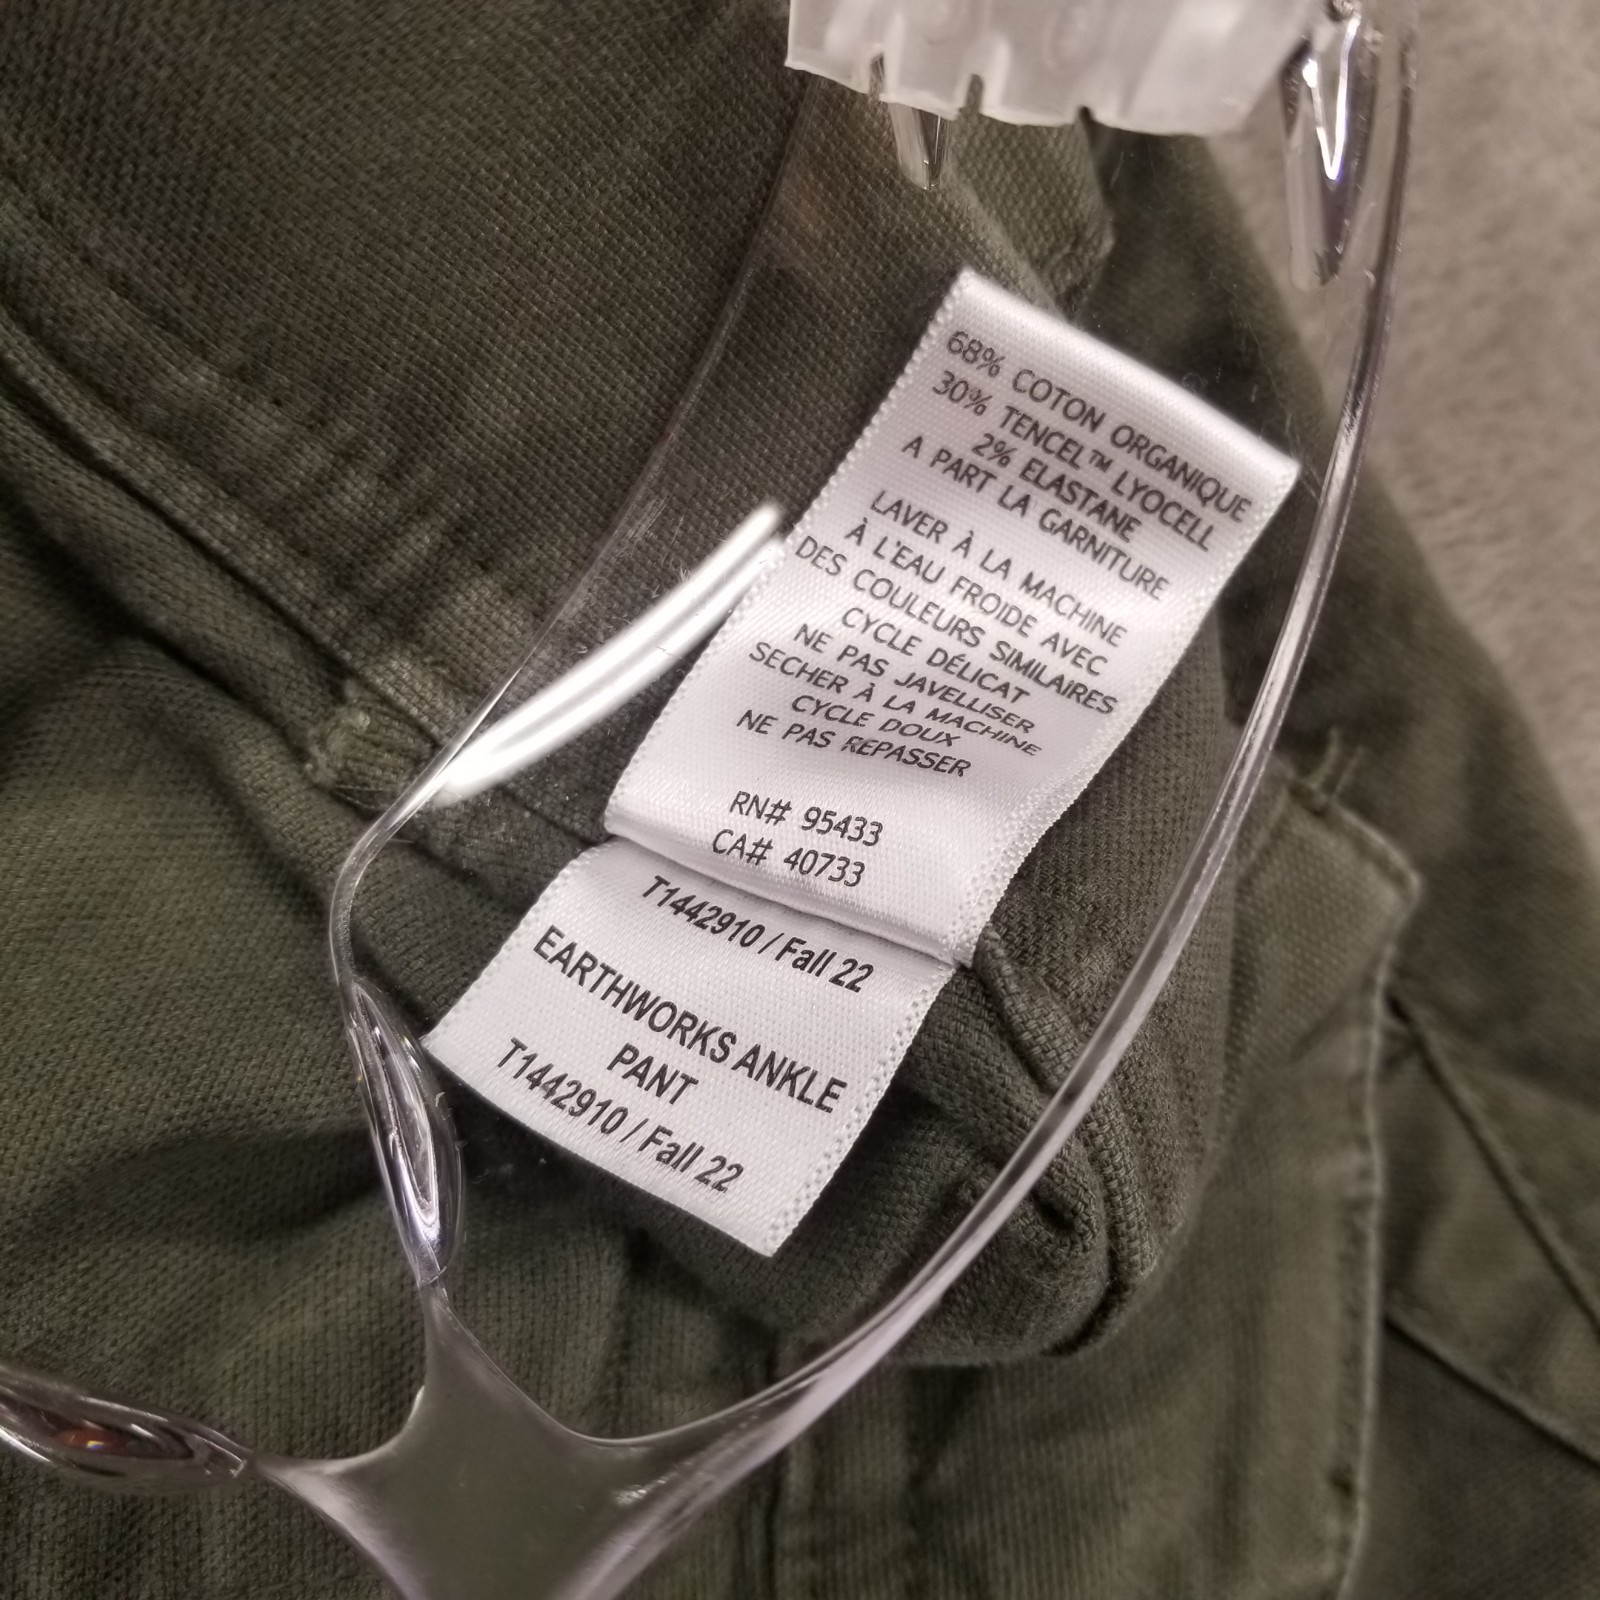 68% COTON ORGANIQUE
30% TENCEL™ LYOCELL
2% ELASTANE
A PART LA GARNITURE
LAVER À LA MACHINE
À L'EAU FROIDE AVEC
DES COULEURS SIMILAIRES
CYCLE DÉLICAT
NE PAS JAVELLISER
SECHER À LA MACHINE
CYCLE DOUX
NE PAS REPASSER
RN# 95433
CA# 40733
T1442910 / Fall 22
EARTHWORKS ANKLE
PANT
T1442910 / Fall 22